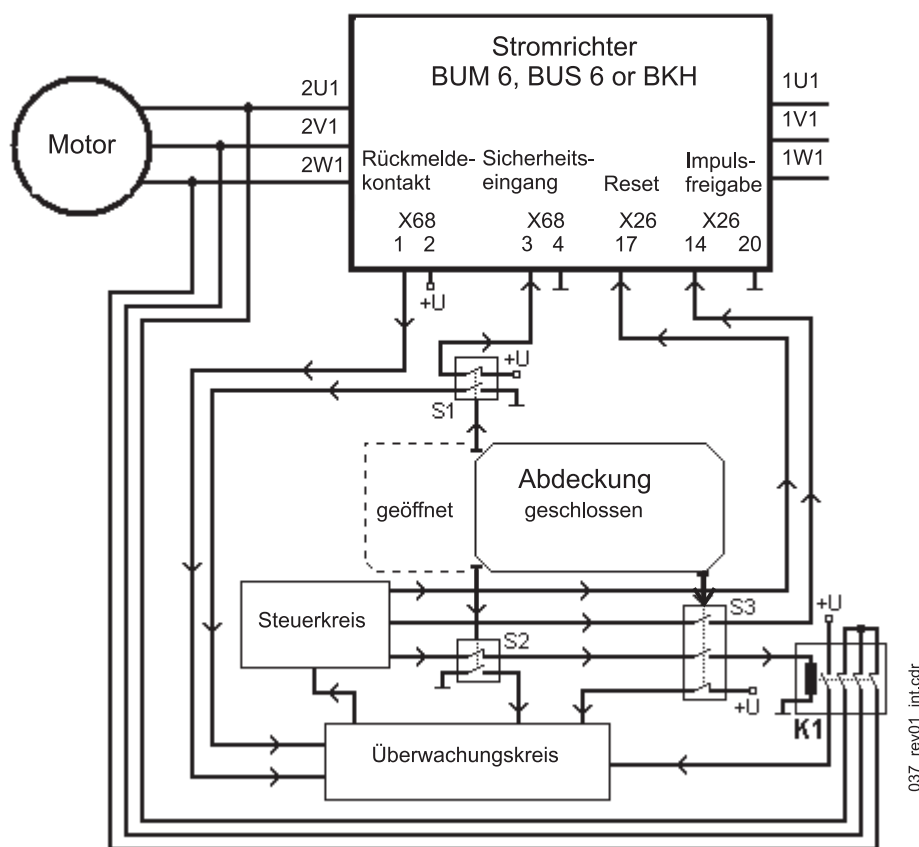 Stromrichter
BUM 6, BUS 6 or BKH
2U1
2V1
2W1
1U1
1V1
1W1
Motor
Rückmelde-
kontakt
Sicherheits-
eingang
Reset
Impuls-
freigabe
X68
X68
X26
X26
1 2
3 4
17
14 20
+U
+U
S1
Abdeckung
geöffnet
geschlossen
Steuerkreis
S2
S3
+U
+U
K1
Überwachungskreis
037_rev01_int.cdr